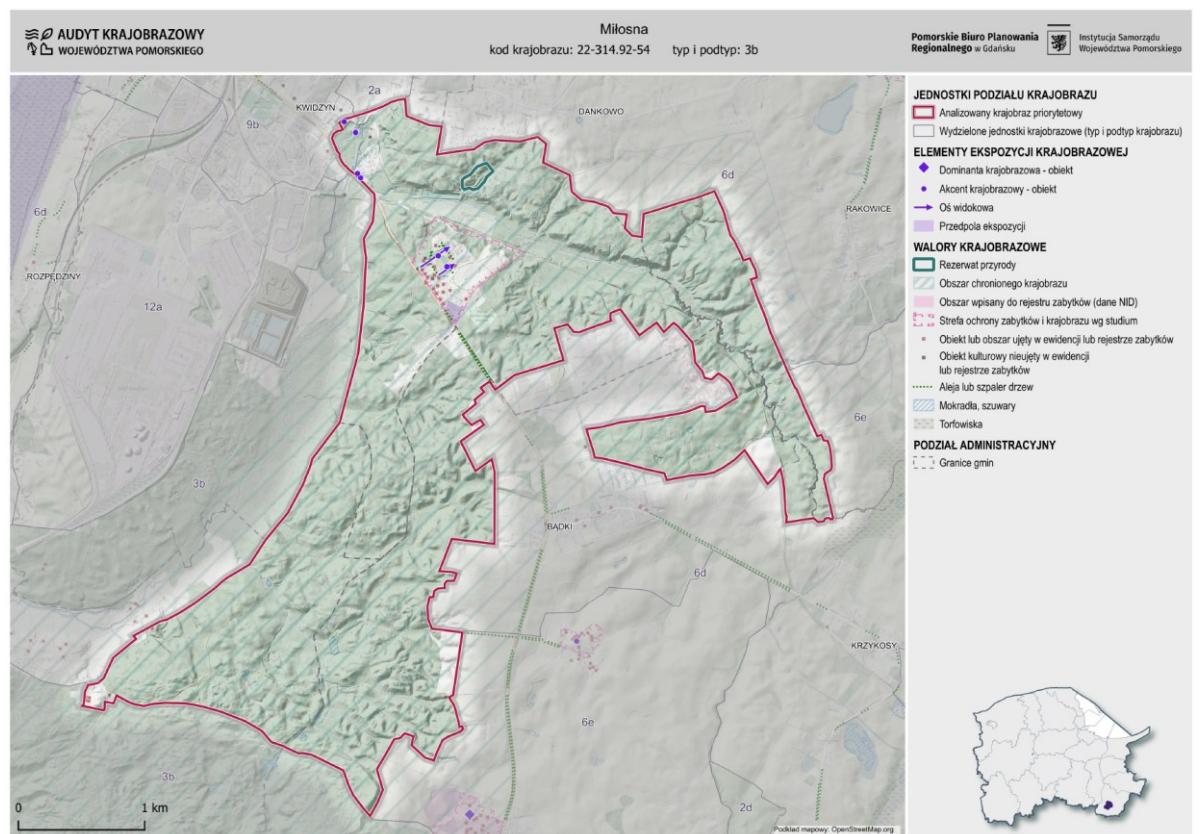 AUDYT KRAJOBRAZOWY
WOJEWÓDZTWA POMORSKIEGO
Miłosna
kod krajobrazu: 22-314.92-54 typ i podtyp: 3b
Pomorskie Biuro Planowania
Regionalnego w Gdańsku
Instytucja Samorządu
Województwa Pomorskiego
2a
KWIDZYN
DANKOWO
9b
6d
6d
RAKOWICE
ROZPĘDZINY
12a
6e
3b
BĄDKI
6d
KRZYKOSY
6e
3b
2d
0 1 km
Podkład mapowy: OpenStreetMap.org
JEDNOSTKI PODZIAŁU KRAJOBRAZU
Analizowany krajobraz priorytetowy
Wydzielone jednostki krajobrazowe (typ i podtyp krajobrazu)
ELEMENTY EKSPOZYCJI KRAJOBRAZOWEJ
Dominanta krajobrazowa - obiekt
Akcent krajobrazowy - obiekt
Oś widokowa
Przedpola ekspozycji
WALORY KRAJOBRAZOWE
Rezerwat przyrody
Obszar chronionego krajobrazu
Obszar wpisany do rejestru zabytków (dane NID)
Strefa ochrony zabytków i krajobrazu wg studium
Obiekt lub obszar ujęty w ewidencji lub rejestrze zabytków
Obiekt kulturowy nieujęty w ewidencji
lub rejestrze zabytków
Aleja lub szpaler drzew
Mokradła, szuwary
Torfowiska
PODZIAŁ ADMINISTRACYJNY
Granice gmin